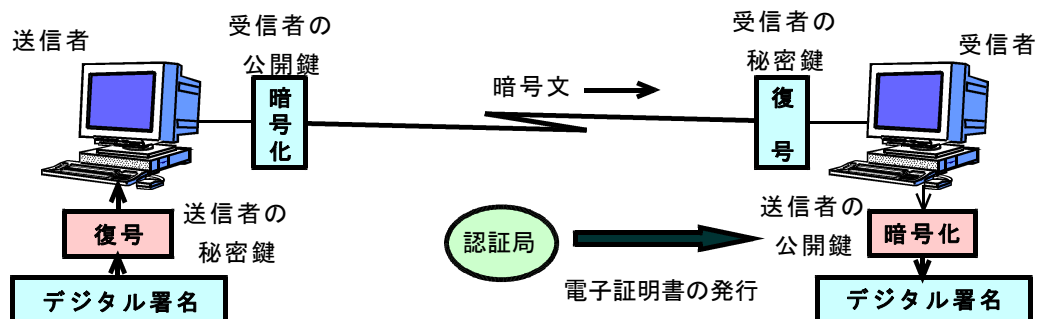 送信者
受信者の
公開鍵
暗号化
暗号文
受信者の
秘密鍵
復号
受信者
復号
送信者の
秘密鍵
デジタル署名
認証局
電子証明書の発行
送信者の
公開鍵
暗号化
デジタル署名